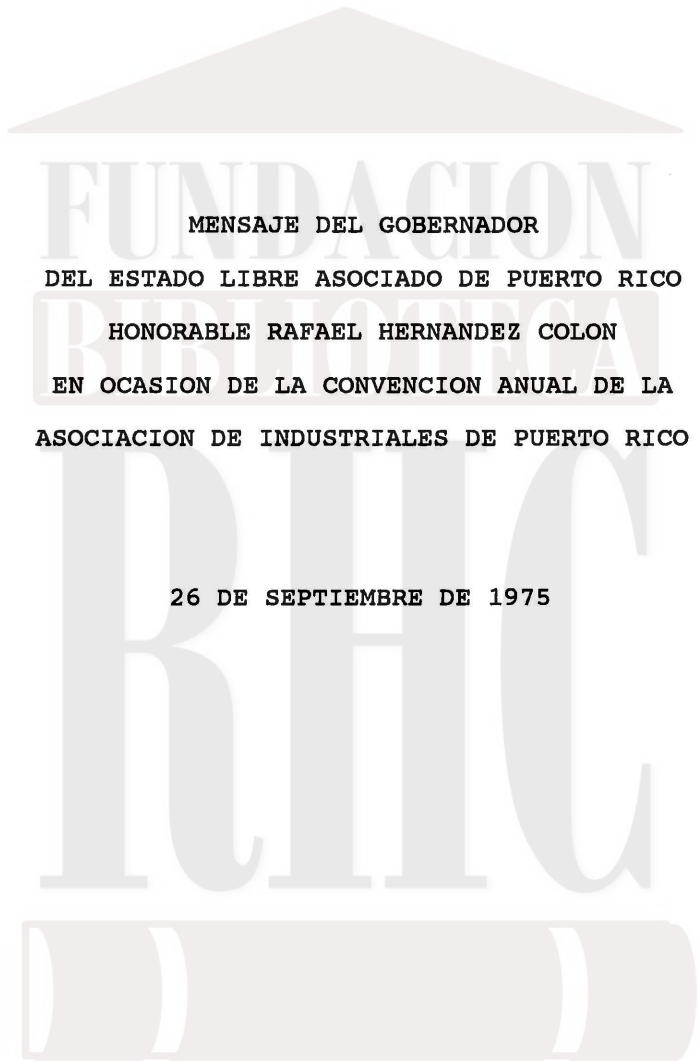 FUNDACION
MENSAJE DEL GOBERNADOR
DEL ESTADO LIBRE ASOCIADO DE PUERTO RICO
BIBLIOTECA
HONORABLE RAFAEL HERNANDEZ COLON
EN OCASION DE LA CONVENCION ANUAL DE LA
ASOCIACION DE INDUSTRIALES DE PUERTO RICO
RHC
26 DE SEPTIEMBRE DE 1975